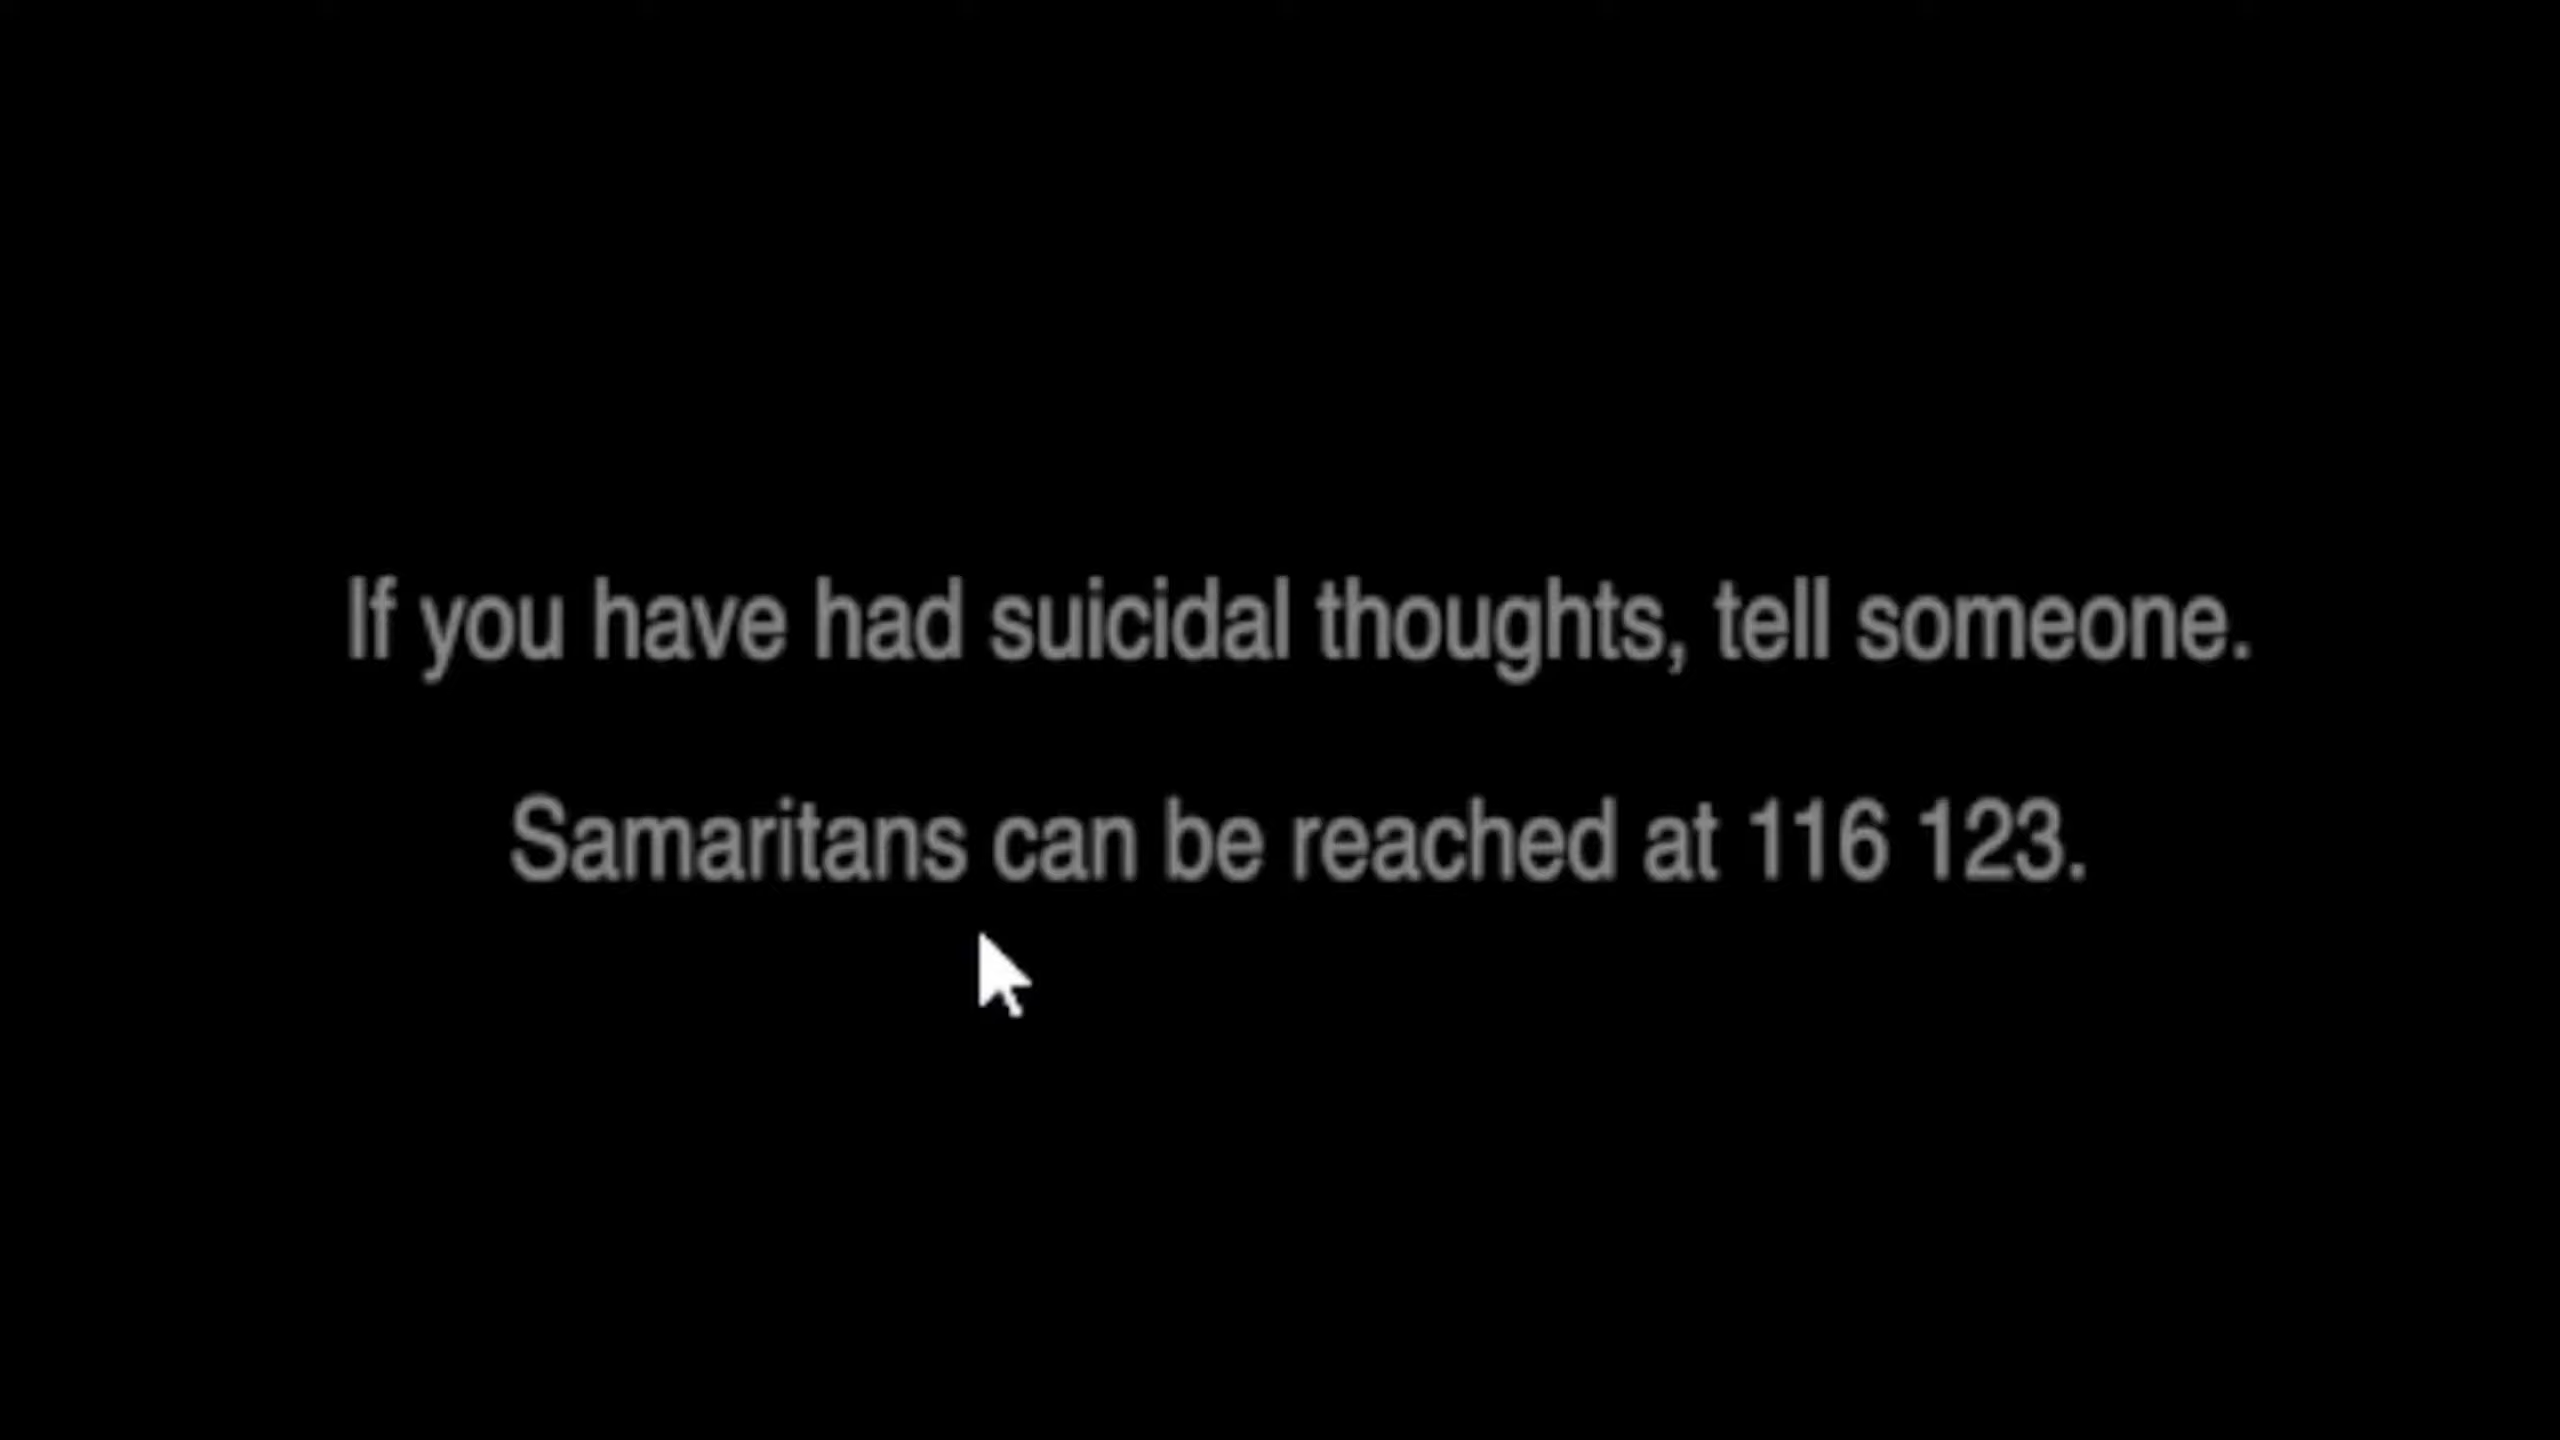 If you have had suicidal thoughts, tell someone.
Samaritans can be reached at 116 123.